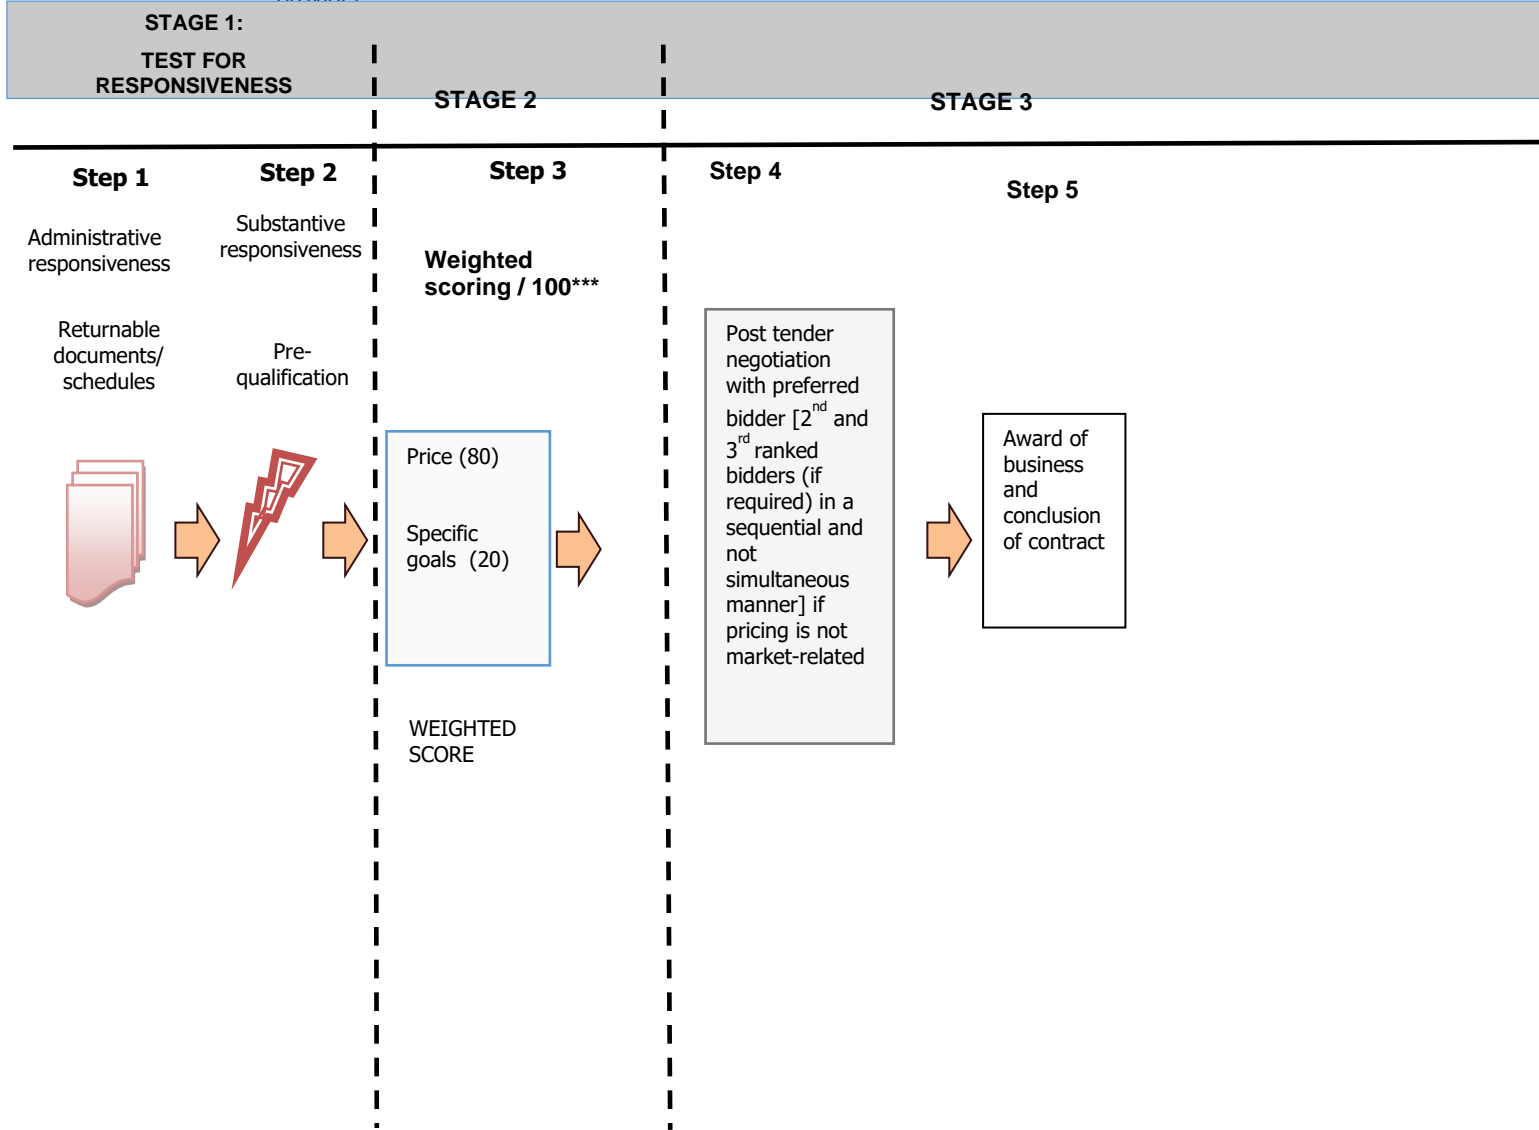 STAGE 1:
TEST FOR
RESPONSIVENESS
STAGE 2
STAGE 3
Step 1
Administrative
responsiveness
Returnable
documents/
schedules
Step 2
Substantive
responsiveness
Pre-
qualification
Step 3
Weighted
scoring / 100***
Price (80)
Specific
goals (20)
WEIGHTED
SCORE
Step 4
Post tender
negotiation
with preferred
bidder [2nd and
3rd ranked
bidders (if
required) in a
sequential and
not
simultaneous
manner] if
pricing is not
market-related
Step 5
Award of
business
and
conclusion
of contract